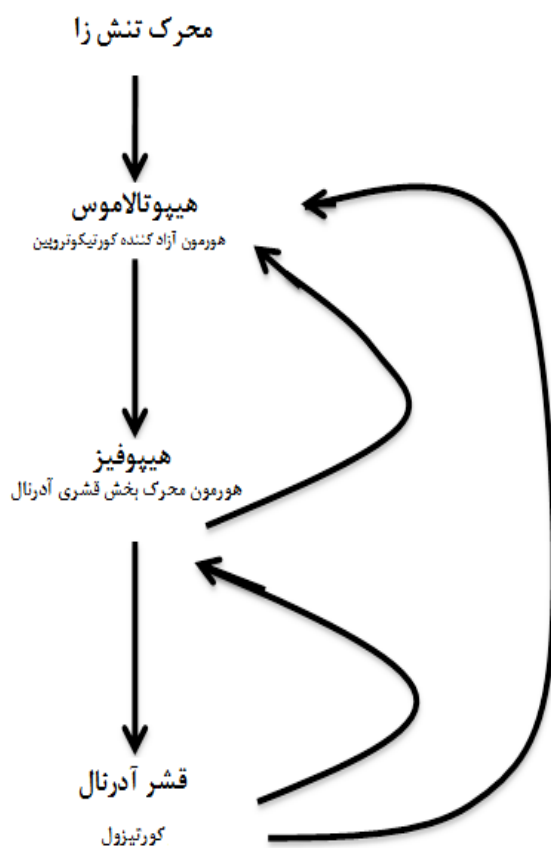 محرک تنش زا
هیپوتالاموس
هورمون آزاد کننده کورتیکوتروپین
هیپوفیز
هورمون محرک بخش قشری آدرنال
قشر آدرنال
کورتیزول